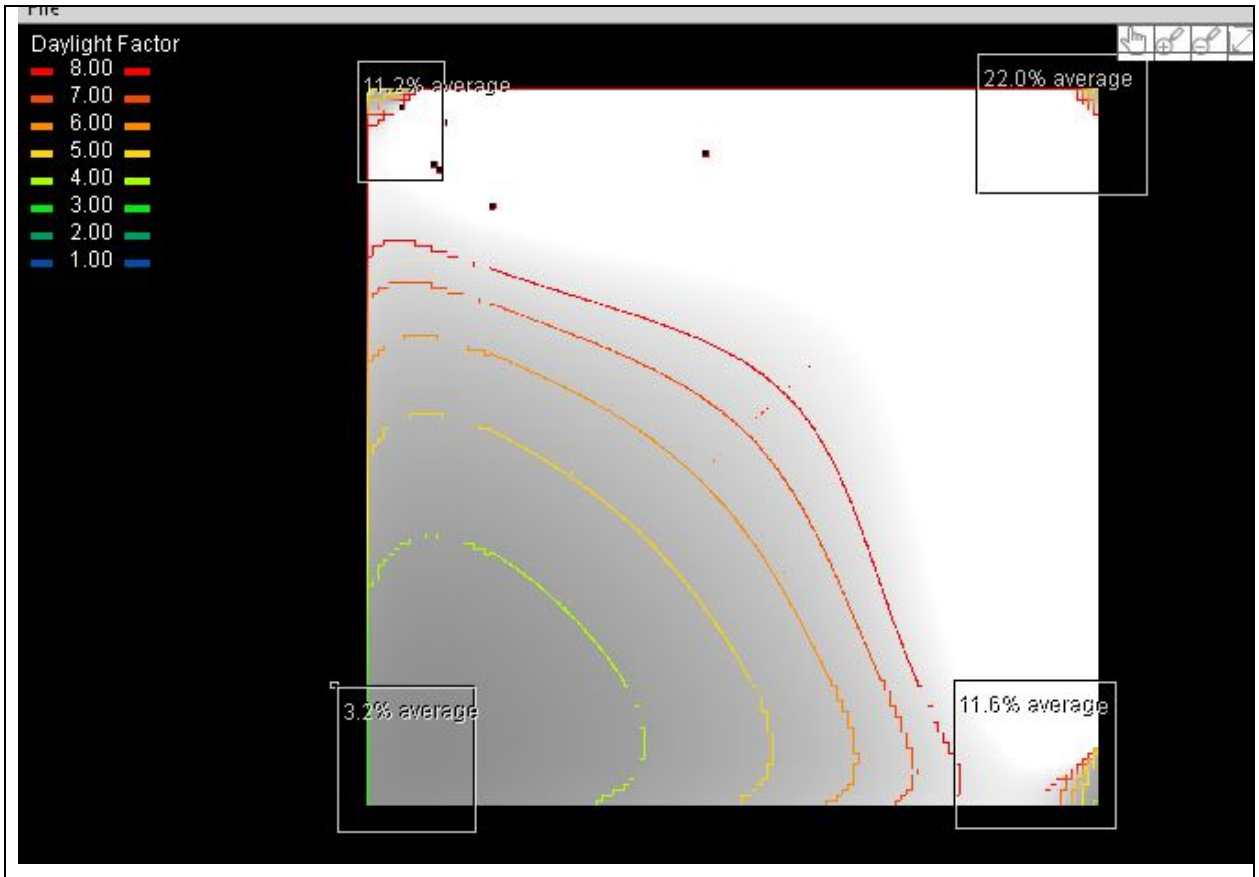 File
Daylight Factor
8.00
7.00
6.00
5.00
4.00
3.00
2.00
1.00
11.2% average
22.0% average
3.2% average
11.6% average